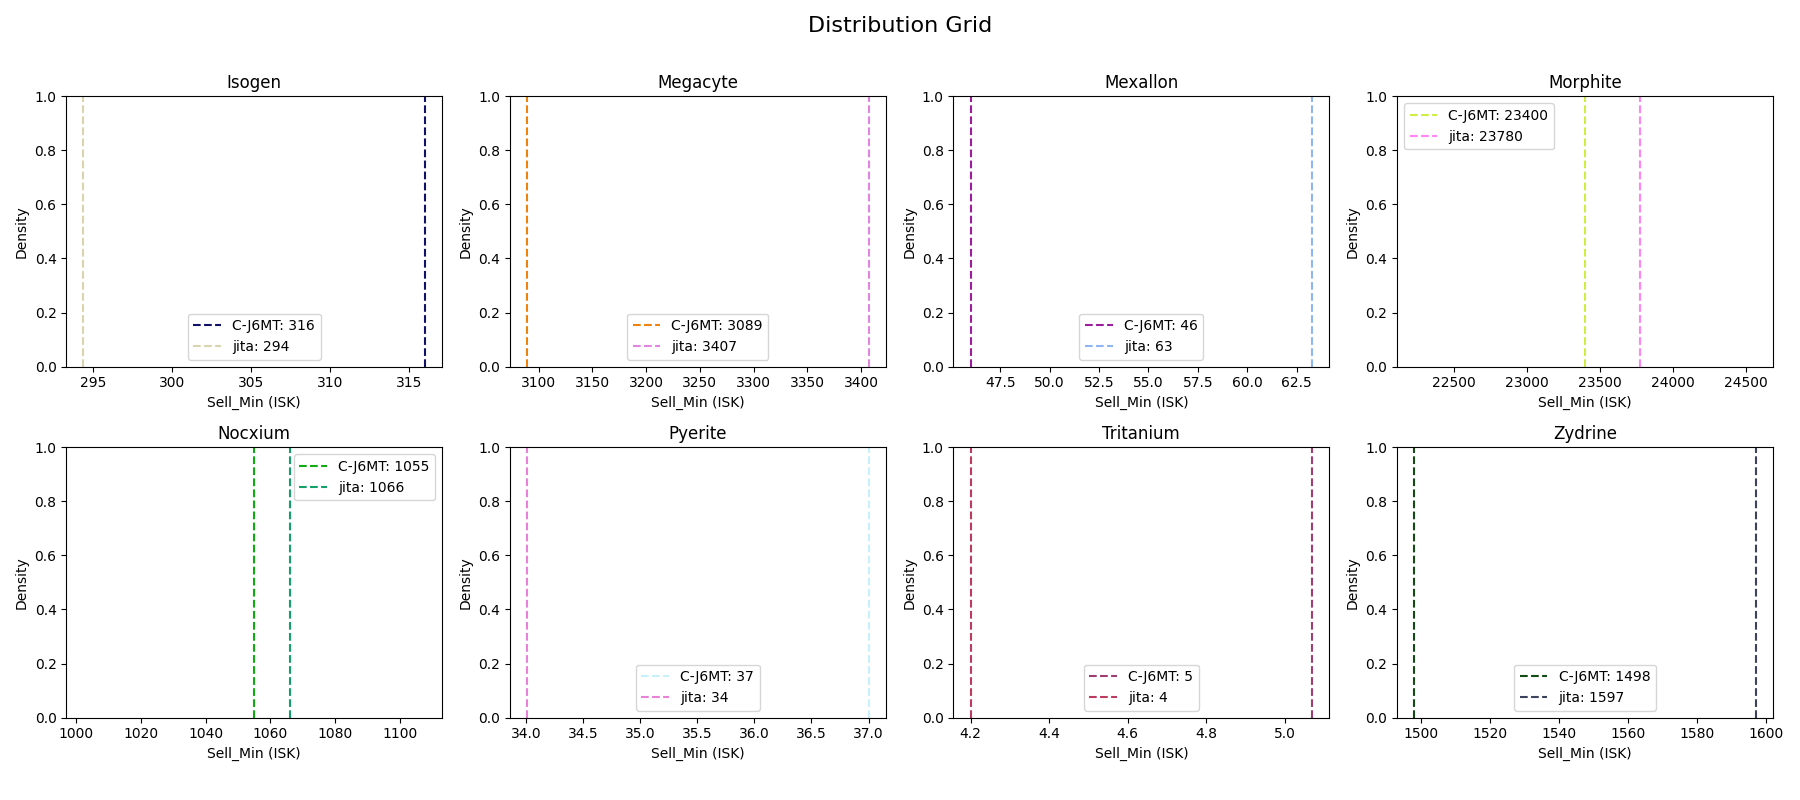 Distribution Grid
Isogen
1.0
0.8
0.6
0.4
0.2
0.0
Density
C-J6MT: 316
jita: 294
295 300 305 310 315
Sell_Min (ISK)
Megacyte
1.0
0.8
0.6
0.4
0.2
0.0
Density
C-J6MT: 3089
jita: 3407
3100 3150 3200 3250 3300 3350 3400
Sell_Min (ISK)
Mexallon
1.0
0.8
0.6
0.4
0.2
0.0
Density
C-J6MT: 46
jita: 63
47.5 50.0 52.5 55.0 57.5 60.0 62.5
Sell_Min (ISK)
Morphite
1.0
0.8
0.6
0.4
0.2
0.0
Density
C-J6MT: 23400
jita: 23780
22500 23000 23500 24000 24500
Sell_Min (ISK)
Nocxium
1.0
0.8
0.6
0.4
0.2
0.0
Density
C-J6MT: 1055
jita: 1066
1000 1020 1040 1060 1080 1100
Sell_Min (ISK)
Pyerite
1.0
0.8
0.6
0.4
0.2
0.0
Density
C-J6MT: 37
jita: 34
34.0 34.5 35.0 35.5 36.0 36.5 37.0
Sell_Min (ISK)
Tritanium
1.0
0.8
0.6
0.4
0.2
0.0
Density
C-J6MT: 5
jita: 4
4.2 4.4 4.6 4.8 5.0
Sell_Min (ISK)
Zydrine
1.0
0.8
0.6
0.4
0.2
0.0
Density
C-J6MT: 1498
jita: 1597
1500 1520 1540 1560 1580 1600
Sell_Min (ISK)